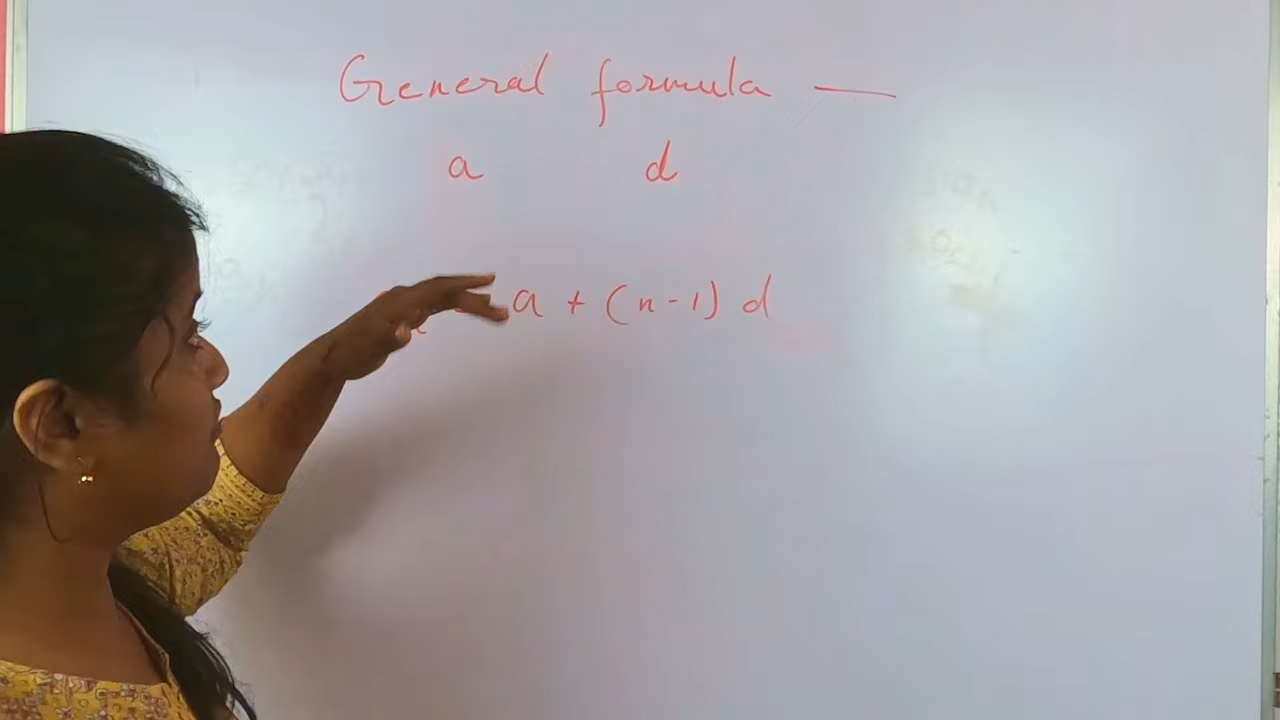 General formula —
a d
a + (n-1) d